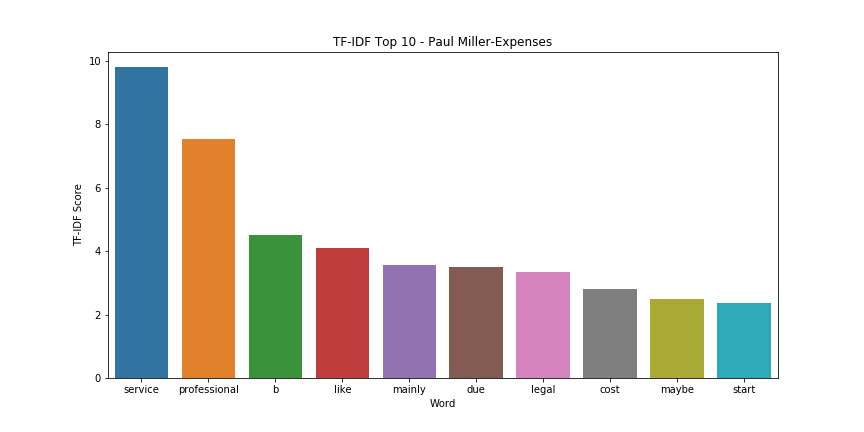 TF-IDF Top 10 - Paul Miller-Expenses
TF-IDF Score
10
8
6
4
2
0
service professional b like mainly due legal cost maybe start
Word